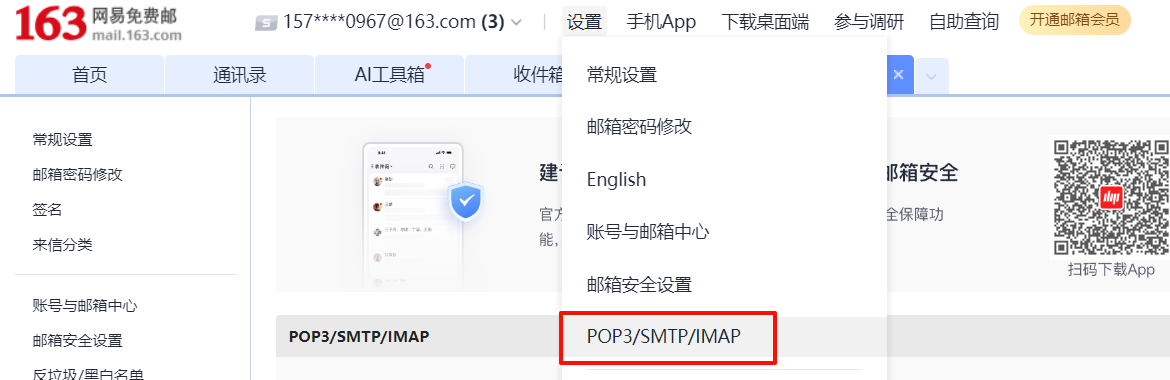 163 网易免费邮
mail.163.com
157****0967@163.com (3)
设置
手机App
下载桌面端
参与调研
自助查询
开通邮箱会员
首页
通讯录
AI工具箱
收件箱
常规设置
邮箱密码修改
English
账号与邮箱中心
邮箱安全设置
POP3/SMTP/IMAP
常规设置
邮箱密码修改
签名
来信分类
账号与邮箱中心
邮箱安全设置
反垃圾/黑白名单
建
邮箱安全
官方
全保障功
能,
扫码下载App
POP3/SMTP/IMAP